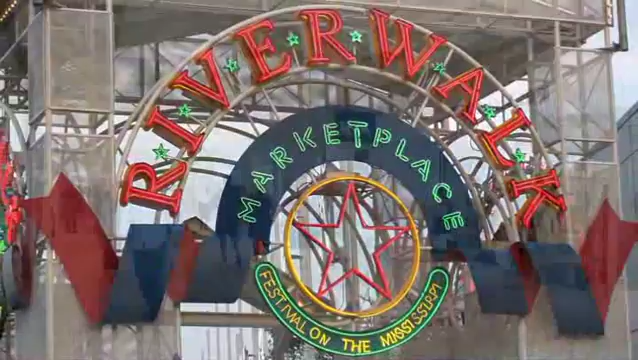 RIVERWALK
MARKETPLACE
FESTIVAL ON THE MISSISSIPPI